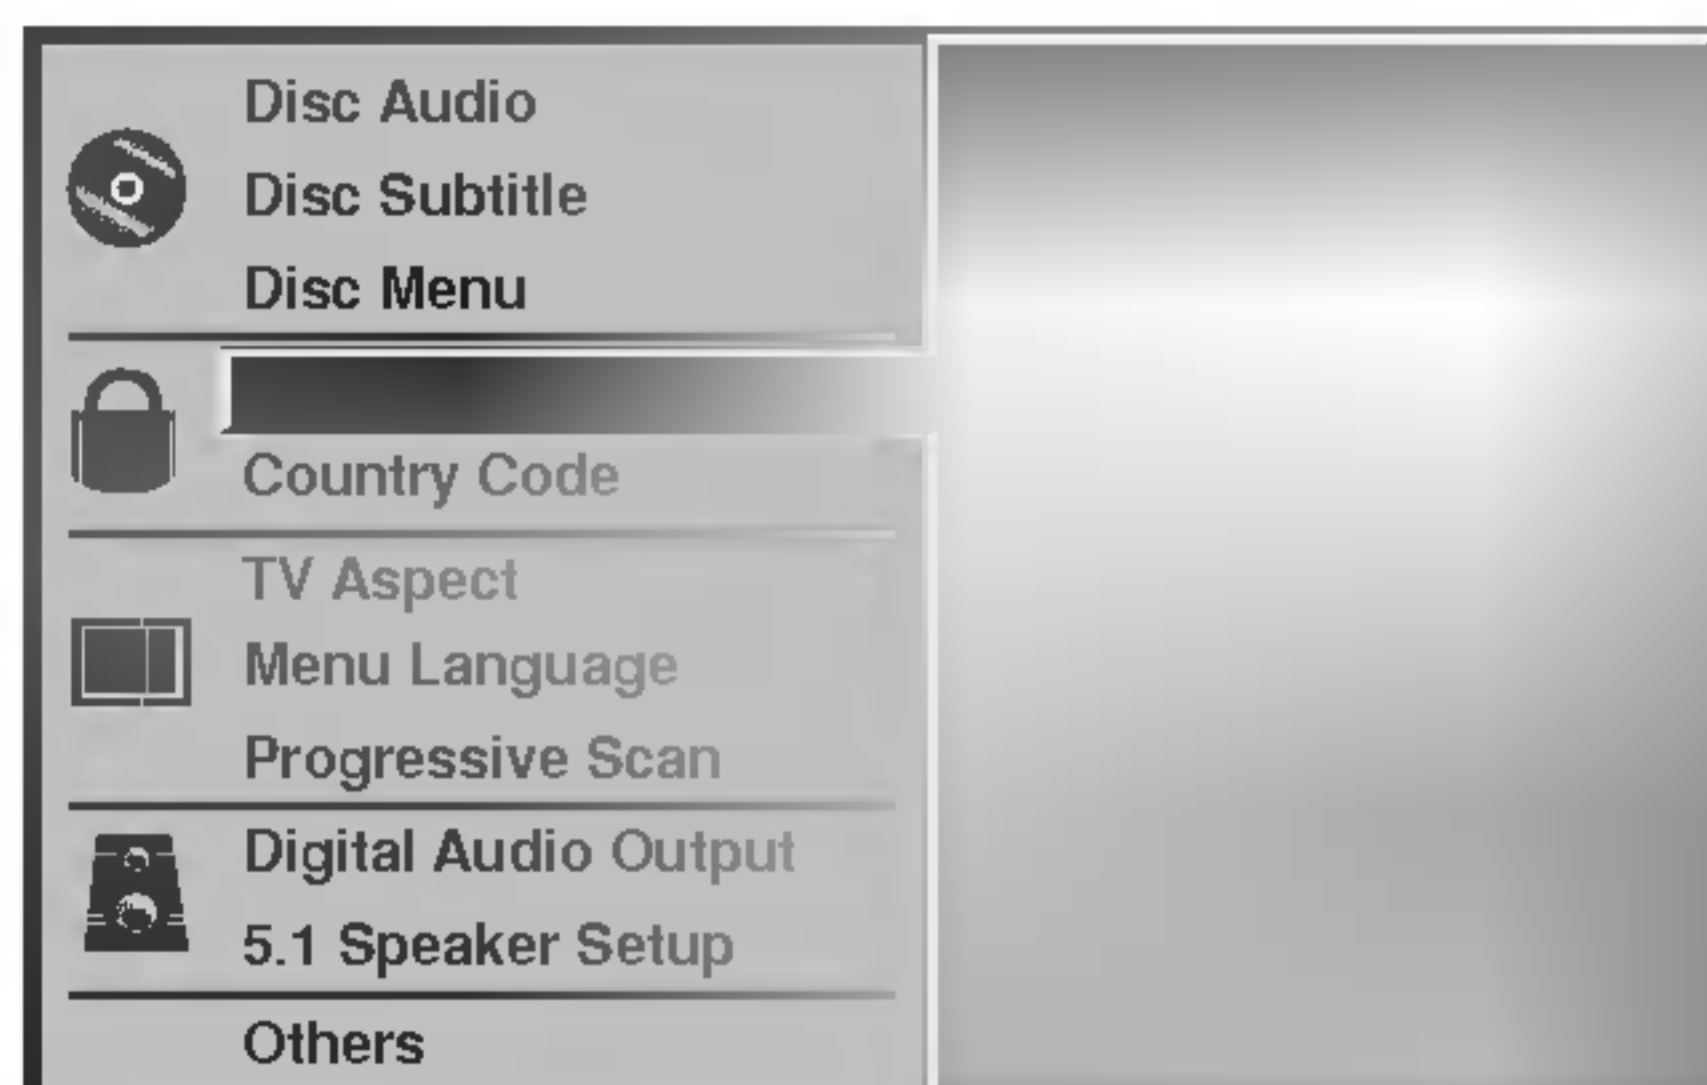 Disc Audio
Disc Subtitle
Disc Menu
Country Code
TV Aspect
Menu Language
Progressive Scan
Digital Audio Output
5.1 Speaker Setup
Others